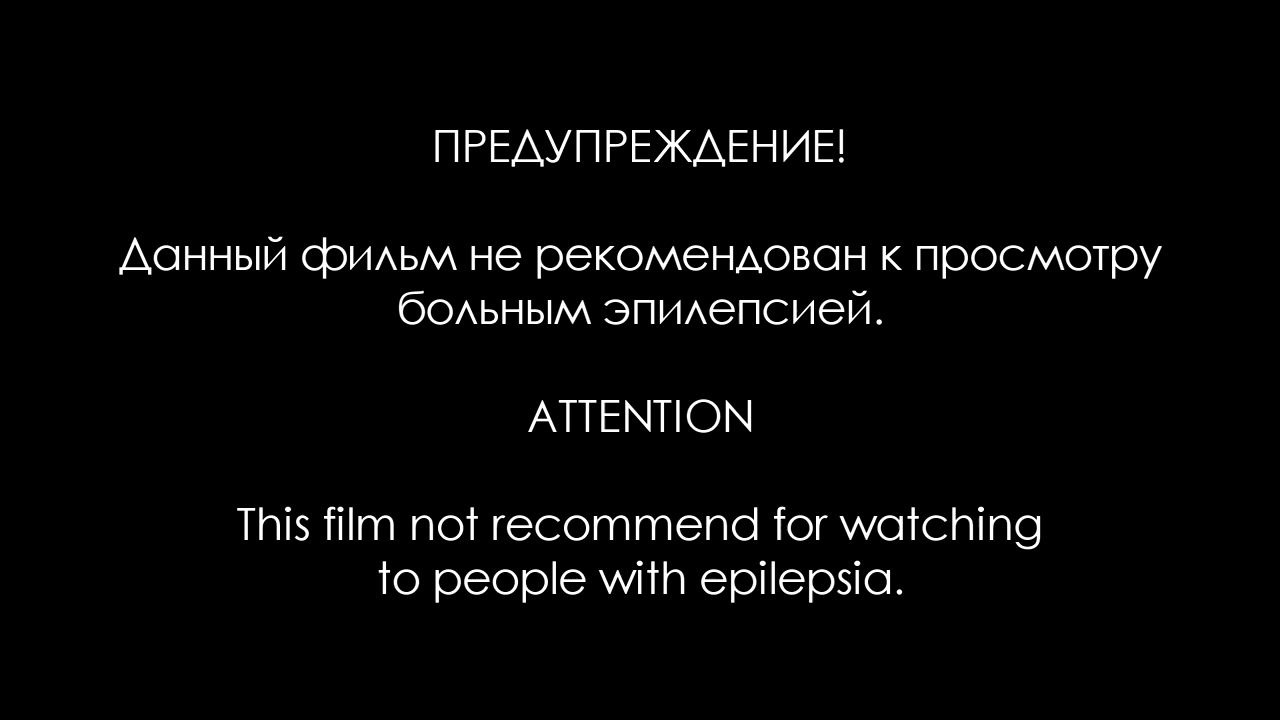 ПРЕДУПРЕЖДЕНИЕ!
Данный фильм не рекомендован к просмотру
больным эпилепсией.
ATTENTION
This film not recommend for watching
to people with epilepsia.